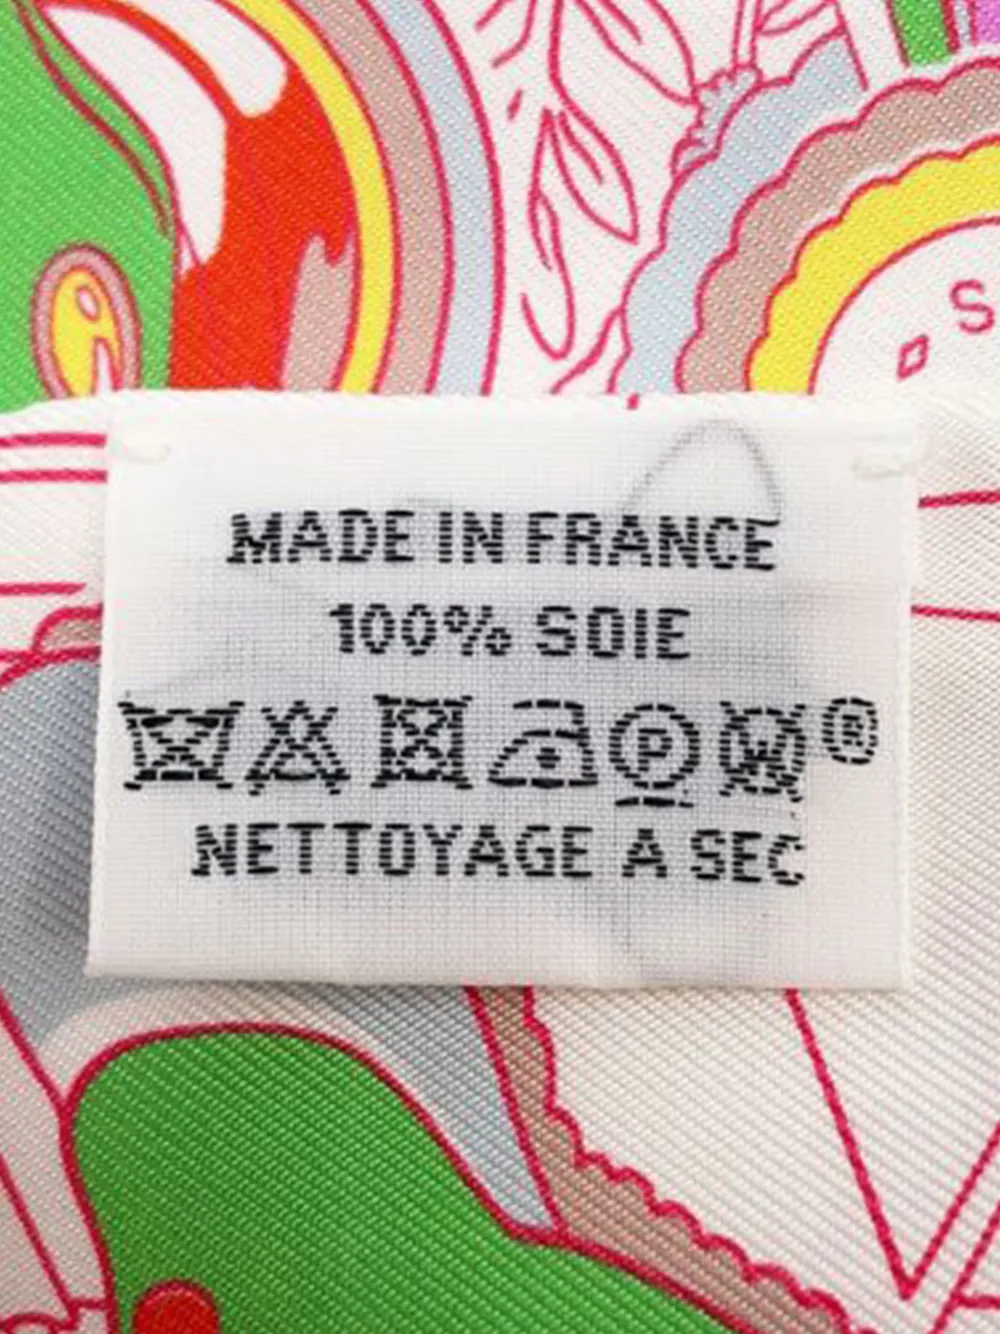 S
MADE IN FRANCE
100% SOIE
P W ®
NETTOYAGE A SEC